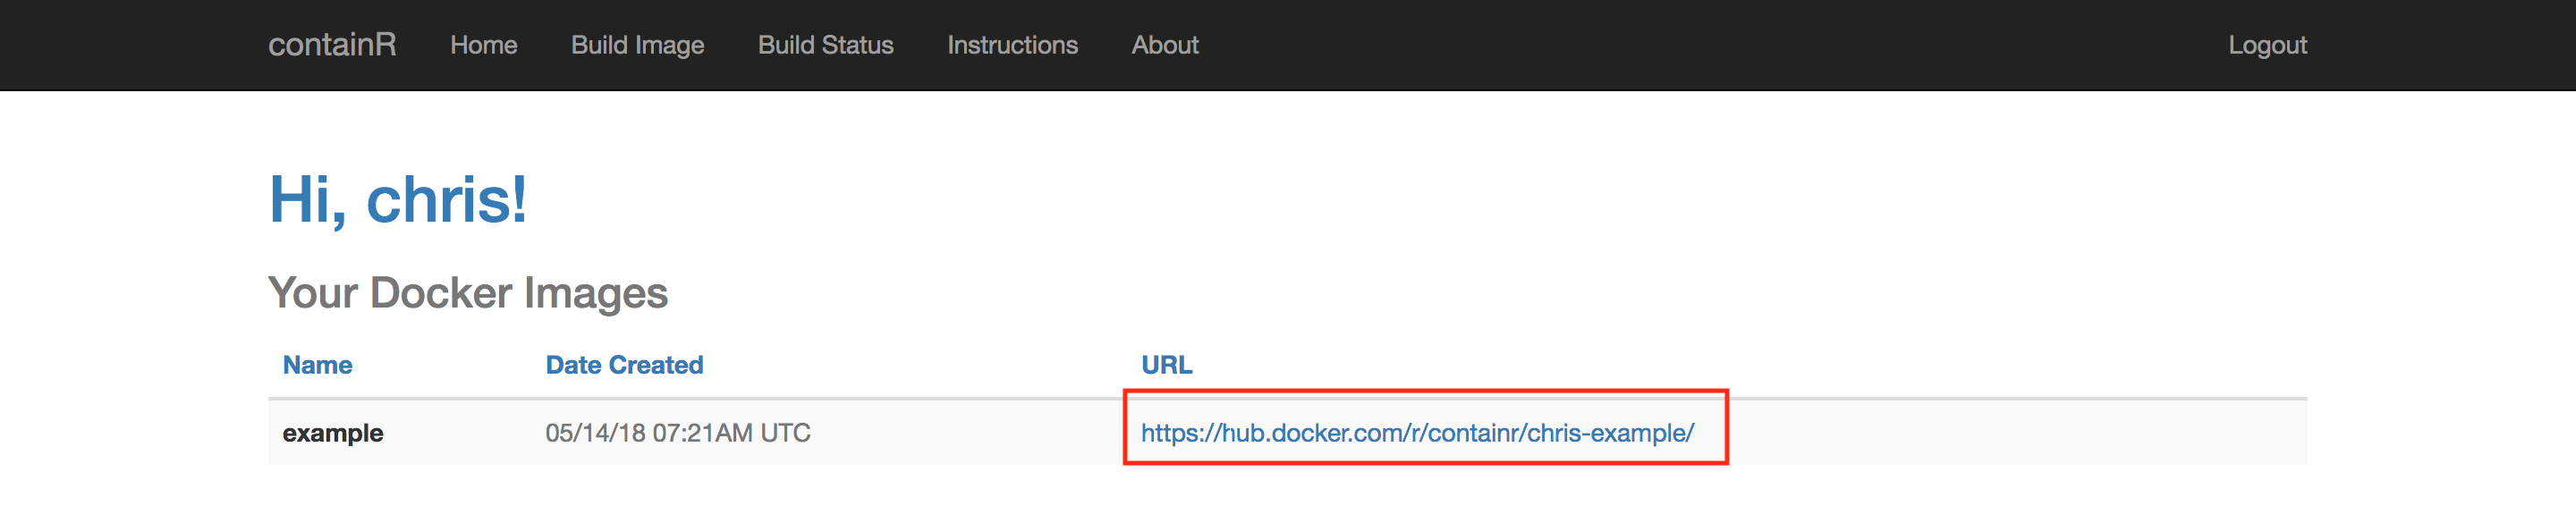 containR Home Build Image Build Status Instructions About Logout
Hi, chris!
Your Docker Images
Name Date Created URL
example 05/14/18 07:21AM UTC https://hub.docker.com/r/containr/chris-example/